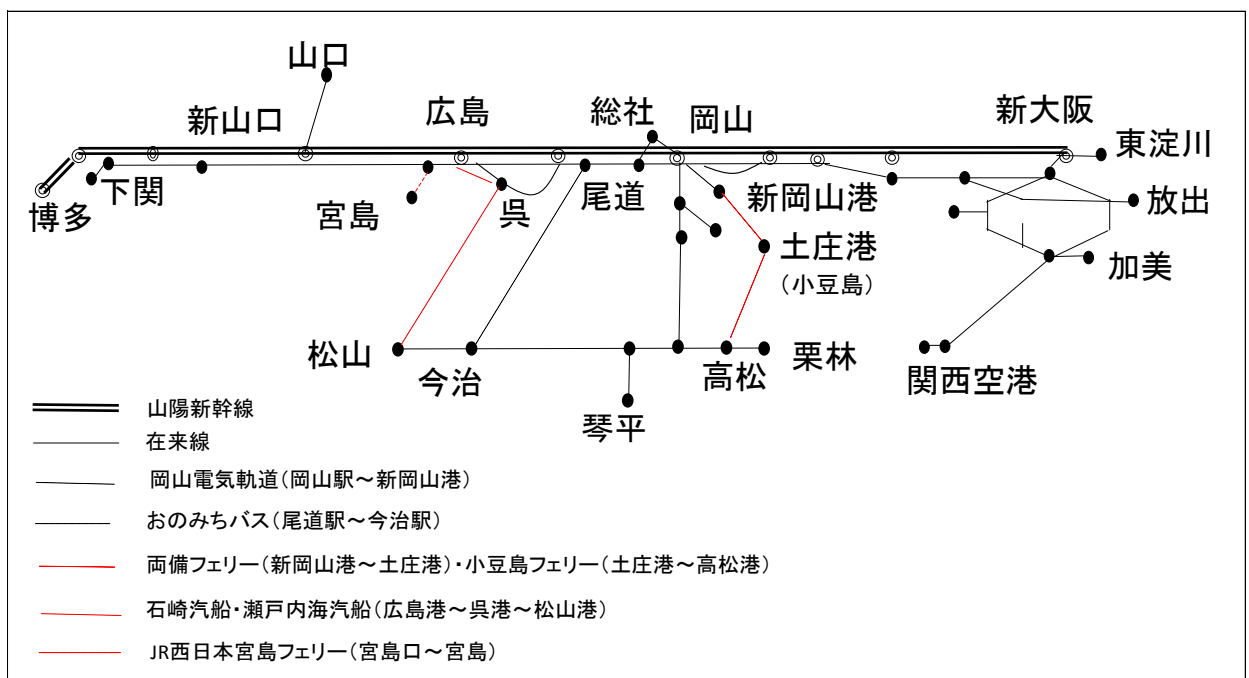 山口
新山口
広島
総社
岡山
新大阪
東淀川
博多
下関
宮島
呉
尾道
新岡山港
放出
土庄港
(小豆島)
加美
松山
今治
高松
栗林
関西空港
琴平
山陽新幹線
在来線
岡山電気軌道(岡山駅～新岡山港)
おのみちバス(尾道駅～今治駅)
両備フェリー(新岡山港～土庄港)・小豆島フェリー(土庄港～高松港)
石崎汽船・瀬戸内海汽船(広島港～呉港～松山港)
JR西日本宮島フェリー(宮島口～宮島)